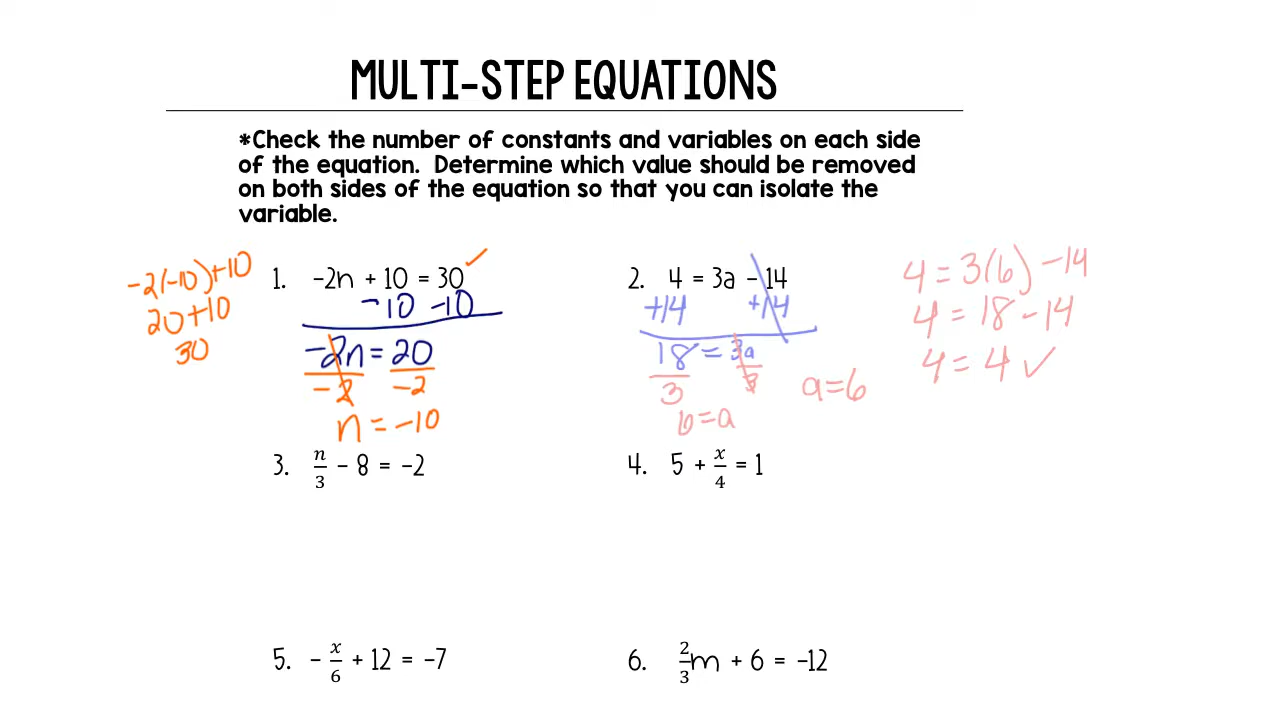 MULTI-STEP EQUATIONS
*Check the number of constants and variables on each side
of the equation. Determine which value should be removed
on both sides of the equation so that you can isolate the
variable.
-2(-10)+10
20+10
30
1. -2n + 10 = 30 ✓
-10 -10
-2n = 20
-2 -2
n = -10
2. 4 = 3a - 14
+14 +14
18 = 3a
3 3
6=a
a=6
4 = 3(6) - 14
4 = 18 - 14
4 = 4 ✓
3. n/3 - 8 = -2
4. 5 + x/4 = 1
5. - x/6 + 12 = -7
6. 2/3 m + 6 = -12